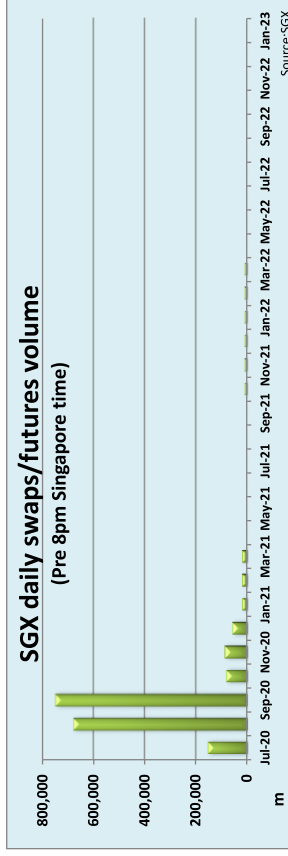 SGX daily swaps/futures volume
(Pre 8pm Singapore time)
800,000
600,000
400,000
200,000
0
m
Jul-20 Sep-20 Nov-20 Jan-21 Mar-21 May-21 Jul-21 Sep-21 Nov-21 Jan-22 Mar-22 May-22 Jul-22 Sep-22 Nov-22 Jan-23
Source:SGX